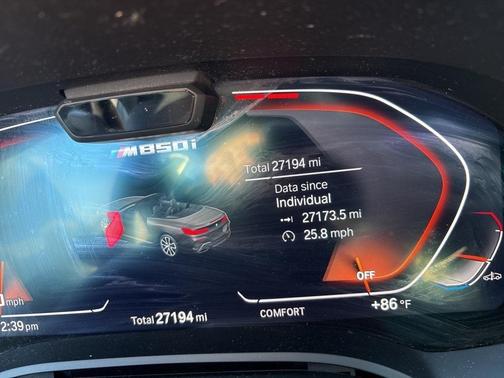 M850i
Total 27194 mi
Data since
Individual
27173.5 mi
25.8 mph
OFF
mph
2:39 pm
Total 27194 mi
COMFORT
+86 °F